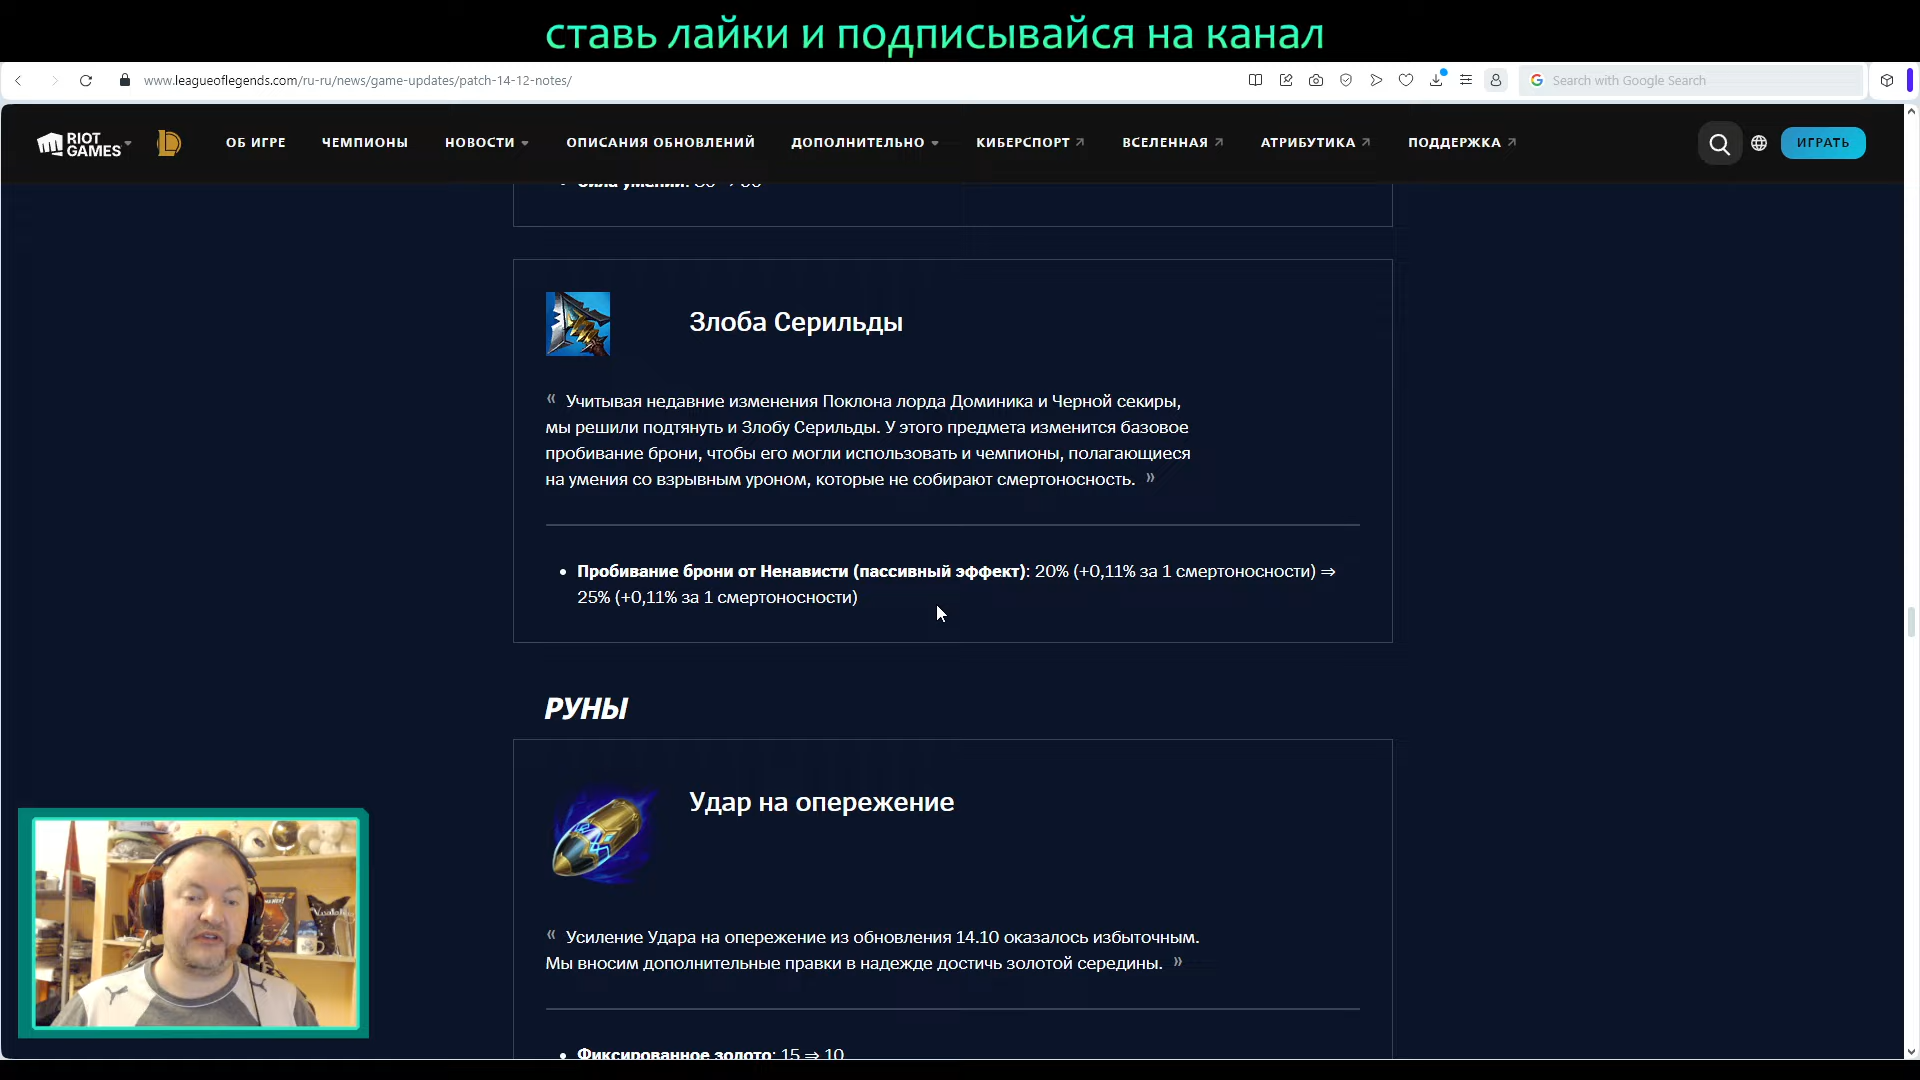 ставь лайки и подписывайся на канал
www.leagueoflegends.com/ru-ru/news/game-updates/patch-14-12-notes/
Search with Google Search
RIOT GAMES
ОБ ИГРЕ
ЧЕМПИОНЫ
НОВОСТИ
ОПИСАНИЯ ОБНОВЛЕНИЙ
ДОПОЛНИТЕЛЬНО
КИБЕРСПОРТ
ВСЕЛЕННАЯ
АТРИБУТИКА
ПОДДЕРЖКА
ИГРАТЬ
Злоба Серильды
« Учитывая недавние изменения Поклона лорда Доминика и Черной секиры,
мы решили подтянуть и Злобу Серильды. У этого предмета изменится базовое
пробивание брони, чтобы его могли использовать и чемпионы, полагающиеся
на умения со взрывным уроном, которые не собирают смертоносность. »
• Пробивание брони от Ненависти (пассивный эффект): 20% (+0,11% за 1 смертоносности) ⇒
25% (+0,11% за 1 смертоносности)
РУНЫ
Удар на опережение
« Усиление Удара на опережение из обновления 14.10 оказалось избыточным.
Мы вносим дополнительные правки в надежде достичь золотой середины. »
• Фиксированное золото: 15 ⇒ 10